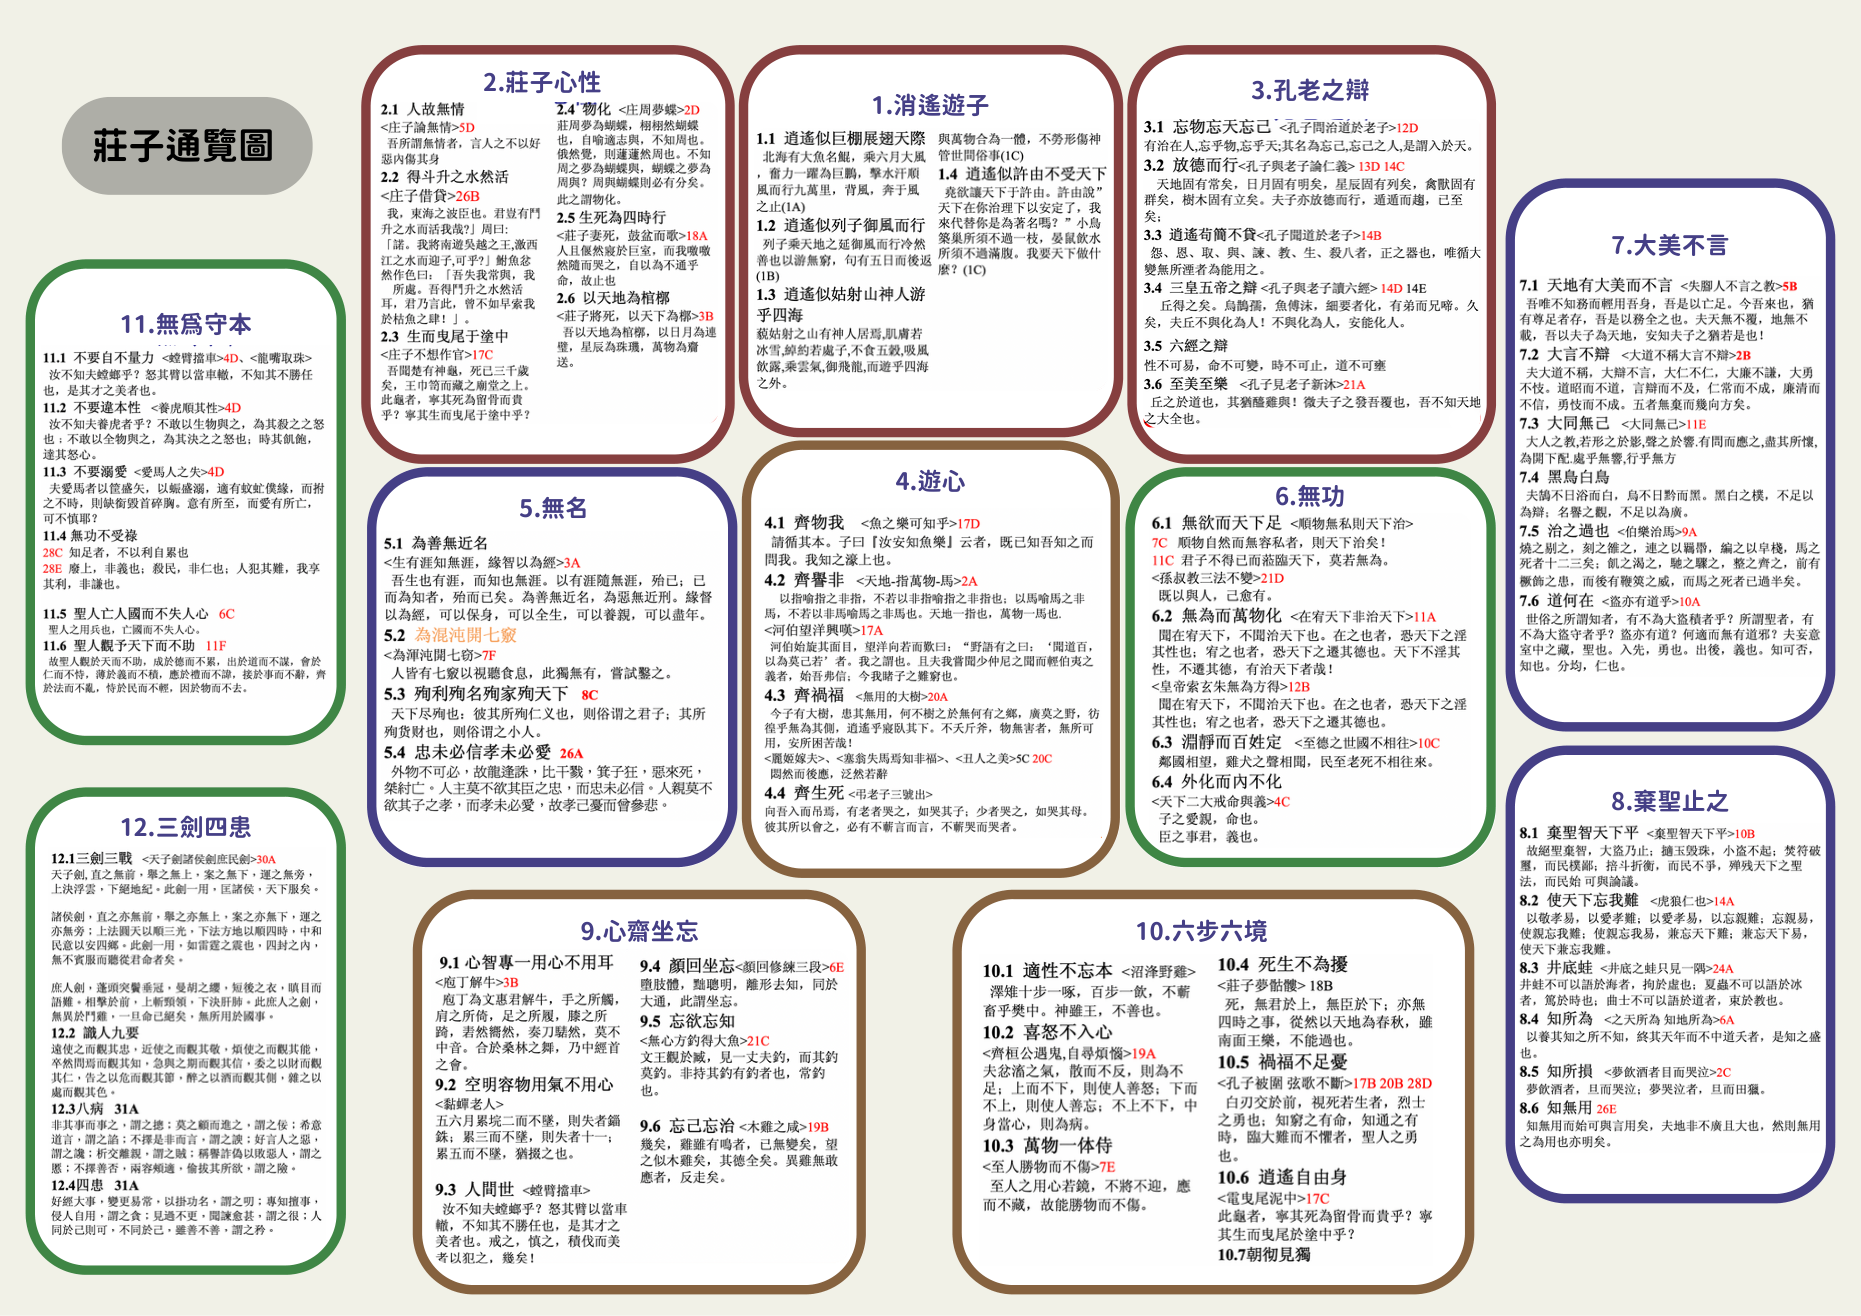 莊子通覽圖
1.消遙遊子
1.1 逍遙似巨棚展翅天際
北海有大魚名鯤，乘六月大風
，奮力一躍為巨鵬，擊水汗順
風而行九萬里，背風，奔于風
之止(1A)
1.2 逍遙似列子御風而行
列子乘天地之延御風而行冷然
善也以游無窮，句有五日而後返
(1B)
1.3 逍遙似姑射山神人游
乎四海
藐姑射之山有神人居焉,肌膚若
冰雪,綽約若處子,不食五穀,吸風
飲露,乘雲氣,御飛龍,而遊乎四海
之外。
與萬物合為一體，不勞形傷神
管世間俗事(1C)
1.4 逍遙似許由不受天下
堯欲讓天下于許由。許由說”
天下在你治理下以安定了，我
來代替你是為著名嗎？”小鳥
築巢所須不過一枝，晏鼠飲水
所須不過滿腹。我要天下做什
麼？(1C)
2.莊子心性
2.1 人故無情
<庄子論無情>5D
吾所謂無情者，言人之不以好
惡內傷其身
2.2 得斗升之水然活
<庄子借貸>26B
我，東海之波臣也。君豈有鬥
升之水而活我哉?」周曰:
「諾。我將南遊吳越之王,激西
江之水而迎子,可乎?」鮒魚忿
然作色曰:「吾失我常與，我
所處。吾得鬥升之水然活
耳，君乃言此，曾不如早索我
於枯魚之肆！」。
2.3 生而曳尾于塗中
<庄子不想作官>17C
吾聞楚有神龜，死已三千歲
矣，王巾笥而藏之廟堂之上。
此龜者，寧其死為留骨而貴
乎？寧其生而曳尾于塗中乎？
2.4 物化 <庄周夢蝶>2D
莊周夢為蝴蝶，栩栩然蝴蝶
也，自喻適志與，不知周也。
俄然覺，則蘧蘧然周也。不知
周之夢為蝴蝶與，蝴蝶之夢為
周與？周與蝴蝶則必有分矣。
此之謂物化。
2.5 生死為四時行
<莊子妻死，鼓盆而歌>18A
人且偃然寢於巨室，而我噭噭
然隨而哭之，自以為不通乎
命，故止也
2.6 以天地為棺槨
<莊子將死，以天下為槨>3B
吾以天地為棺槨，以日月為連
璧，星辰為珠璣，萬物為齎
送。
3.孔老之辯
3.1 忘物忘天忘己 <孔子問治道於老子>12D
有治在人,忘乎物,忘乎天;其名為忘己,忘己之人,是謂入於天。
3.2 放德而行<孔子與老子論仁義> 13D 14C
天地固有常矣，日月固有明矣，星辰固有列矣，禽獸固有
群矣，樹木固有立矣。夫子亦放德而行，遁遁而趨，已至
矣；
3.3 逍遙苟簡不貸<孔子聞道於老子>14B
怨、恩、取、與、諫、教、生、殺八者，正之器也，唯循大
變無所湮者為能用之。
3.4 三皇五帝之辯 <孔子與老子讀六經> 14D 14E
丘得之矣。烏鵲孺，魚傅沫，細要者化，有弟而兄啼。久
矣，夫丘不與化為人！不與化為人，安能化人。
3.5 六經之辯
性不可易，命不可變，時不可止，道不可壅
3.6 至美至樂 <孔子見老子新沐>21A
丘之於道也，其猶醯雞與！微夫子之發吾覆也，吾不知天地
之大全也。
4.遊心
4.1 齊物我 <魚之樂可知乎>17D
請循其本。子曰『汝安知魚樂』云者，既已知吾知之而
問我。我知之濠上也。
4.2 齊譽非 <天地-指萬物-馬>2A
以指喻指之非指，不若以非指喻指之非指也；以馬喻馬之非
馬，不若以非馬喻馬之非馬也。天地一指也，萬物一馬也.
<河伯望洋興嘆>17A
河伯始旋其面目，望洋向若而歎曰：“野語有之曰：‘聞道百，
以為莫己若’者。我之謂也。且夫我嘗聞少仲尼之聞而輕伯夷之
義者，始吾弗信；今我睹子之難窮也。
4.3 齊禍福 <無用的大樹>20A
今子有大樹，患其無用，何不樹之於無何有之鄉，廣莫之野，彷
徨乎無為其側，逍遙乎寢臥其下。不夭斤斧，物無害者，無所可
用，安所困苦哉！
<麗姬嫁夫>、<塞翁失馬焉知非福>、<丑人之美>5C 20C
悶然而後應，泛然若辭
4.4 齊生死 <弔老子三號出>
向吾入而吊焉，有老者哭之，如哭其子；少者哭之，如哭其母。
彼其所以會之，必有不蘄言而言，不蘄哭而哭者。
5.無名
5.1 為善無近名
<生有涯知無涯，緣智以為經>3A
吾生也有涯，而知也無涯。以有涯隨無涯，殆已；已
而為知者，殆而已矣。為善無近名，為惡無近刑。緣督
以為經，可以保身，可以全生，可以養親，可以盡年。
5.2 為混沌開七竅
<為渾沌開七窃>7F
人皆有七竅以視聽食息，此獨無有，嘗試鑿之。
5.3 殉利殉名殉家殉天下 8C
天下尽殉也；彼其所殉仁义也，则俗谓之君子；其所
殉货财也，则俗谓之小人。
5.4 忠未必信孝未必愛 26A
外物不可必，故龍逢誅，比干戮，箕子狂，惡來死，
桀紂亡。人主莫不欲其臣之忠，而忠未必信。人親莫不
欲其子之孝，而孝未必愛，故孝己憂而曾參悲。
6.無功
6.1 無欲而天下足 <順物無私則天下治>
7C 順物自然而無容私者，則天下治矣！
11C 君子不得已而蒞臨天下，莫若無為。
<孫叔教三法不變>21D
既以與人，己愈有。
6.2 無為而萬物化 <在宥天下非治天下>11A
聞在宥天下，不聞治天下也。在之也者，恐天下之淫
其性也；宥之也者，恐天下之遷其德也。天下不淫其
性，不遷其德，有治天下者哉！
<皇帝索玄朱無為方得>12B
聞在宥天下，不聞治天下也。在之也者，恐天下之淫
其性也；宥之也者，恐天下之遷其德也。
6.3 淵靜而百姓定 <至德之世國不相往>10C
鄰國相望，雞犬之聲相聞，民至老死不相往來。
6.4 外化而內不化
<天下二大戒命與義>4C
子之愛親，命也。
臣之事君，義也。
7.大美不言
7.1 天地有大美而不言 <失腳人不言之教>5B
吾唯不知務而輕用吾身，吾是以亡足。今吾來也，猶
有尊足者存，吾是以務全之也。夫天無不覆，地無不
載，吾以夫子為天地，安知夫子之猶若是也!
7.2 大言不辯 <大道不稱大言不辯>2B
夫大道不稱，大辯不言，大仁不仁，大廉不謙，大勇
不忮。道昭而不道，言辯而不及，仁常而不成，廉清而
不信，勇忮而不成。五者無棄而幾向方矣。
7.3 大同無己 <大同無己>11E
大人之教,若形之於影,聲之於響.有問而應之,盡其所懷,
為開下配.處乎無響,行乎無方
7.4 黑鳥白鳥
夫鵠不日浴而白，烏不日黔而黑。黑白之樸，不足以
為辯；名譽之觀，不足以為廣。
7.5 治之過也 <伯樂治馬>9A
燒之剔之，刻之雒之，連之以羈馽，編之以皁棧，馬之
死者十二三矣；飢之渴之，馳之驟之，整之齊之，前有
橛飾之患，而後有鞭筴之威，而馬之死者已過半矣。
7.6 道何在 <盜亦有道乎>10A
世俗之所謂知者，有不為大盜積者乎？所謂聖者，有
不為大盜守者乎？盜亦有道？何適而無有道邪？夫妄意
室中之藏，聖也。入先，勇也。出後，義也。知可否，
知也。分均，仁也。
8.棄聖止之
8.1 棄聖智天下平 <棄聖智天下平>10B
故絕聖棄智，大盜乃止；擿玉毀珠，小盜不起；焚符破
璽，而民樸鄙；掊斗折衡，而民不爭，殫残天下之聖
法，而民始 可與論議。
8.2 使天下忘我難 <虎狼仁也>14A
以敬孝易，以愛孝難；以愛孝易，以忘親難；忘親易，
使親忘我難；使親忘我易，兼忘天下難；兼忘天下易，
使天下兼忘我難。
8.3 井底蛙 <井底之蛙只見一隅>24A
井蛙不可以語於海者，拘於虛也。夏蟲不可以語於冰
者，篤於時也；曲士不可以語於道者，束於教也。
8.4 知所為 <之天所為 知地所為>6A
以養其知之所不知，終其天年而不中道夭者，是知之盛
也。
8.5 知所損 <夢飲酒者目而哭泣>2C
夢飲酒者，旦而哭泣；夢哭泣者，旦而田獵。
8.6 知無用 26E
知無用而始可與言用矣，夫地非不廣且大也，然則無用
之為用也亦明矣。
9.心齋坐忘
9.1 心智專一用心不用耳
<庖丁解牛>3B
庖丁為文惠君解牛，手之所觸，
肩之所倚，足之所履，膝之所
踦，砉然嚮然，奏刀騞然，莫不
中音。合於桑林之舞，乃中經首
之會。
9.2 空明容物用氣不用心
<黏蟬老人>
五六月累垸二而不墜，則失者錙
銖；累三而不墜，則失者十一；
累五而不墜，猶掇之也。
9.3 人間世 <螳臂擋車>
汝不知夫螳螂乎？怒其臂以當車
轍，不知其不勝任也，是其才之
美者也。戒之，慎之，積伐而美
者以犯之，幾矣！
9.4 顏回坐忘<顏回修練三段>6E
墮肢體，黜聰明，離形去知，同於
大通，此謂坐忘。
9.5 忘欲忘知
<無心方釣得大魚>21C
文王觀於臧，見一丈夫釣，而其釣
莫釣。非持其釣有釣者也，常釣
也。
9.6 忘己忘治 <木雞之成>19B
幾矣，雞雖有鳴者，已無變矣，望
之似木雞矣，其德全矣。異雞無敢
應者，反走矣。
10.六步六境
10.1 適性不忘本 <沼澤野雞>
澤雉十步一啄，百步一飲，不蘄
畜乎樊中。神雖王，不善也。
10.2 喜怒不入心
<齊桓公遇鬼,自尋煩惱>19A
夫忿滀之氣，散而不反，則為不
足；上而不下，則使人善怒；下而
不上，則使人善忘；不上不下，中
身當心，則為病。
10.3 萬物一体侍
<至人勝物而不傷>7E
至人之用心若鏡，不將不迎，應
而不藏，故能勝物而不傷。
10.4 死生不為擾
<莊子夢骷髏> 18B
死，無君於上，無臣於下；亦無
四時之事，從然以天地為春秋，雖
南面王樂，不能過也。
10.5 禍福不足憂
<孔子被圍 弦歌不斷>17B 20B 28D
白刃交於前，視死若生者，烈士
之勇也；知窮之有命，知通之有
時，臨大難而不懼者，聖人之勇
也。
10.6 逍遙自由身
<電曳尾泥中>17C
此龜者，寧其死為留骨而貴乎？寧
其生而曳尾於塗中乎？
10.7朝彻見獨
11.無為守本
11.1 不要自不量力 <螳臂擋車>4D、<龍嘴取珠>
汝不知夫螳螂乎？怒其臂以當車轍，不知其不勝任
也，是其才之美者也。
11.2 不要違本性 <養虎順其性>4D
汝不知夫養虎者乎？不敢以生物與之，為其殺之之怒
也﹔不敢以全物與之，為其決之之怒也；時其飢飽，
達其怒心。
11.3 不要溺愛 <愛馬人之失>4D
夫愛馬者以筐盛矢，以蜄盛溺，適有蚊虻僕緣，而拊
之不時，則缺銜毀首碎胸。意有所至，而愛有所亡，
可不慎耶？
11.4 無功不受祿
28C 知足者，不以利自累也
28E 廢上，非義也；殺民，非仁也；人犯其難，我享
其利，非謙也。
11.5 聖人亡人國而不失人心 6C
聖人之用兵也，亡國而不失人心。
11.6 聖人觀予天下而不助 11F
故聖人觀於天而不助，成於德而不累，出於道而不謀，會於
仁而不恃，薄於義而不積，應於禮而不諱，接於事而不辭，齊
於法而不亂，恃於民而不輕，因於物而不去。
12.三劍四患
12.1三劍三戰 <天子劍諸侯劍庶民劍>30A
天子劍, 直之無前，舉之無上，案之無下，運之無旁，
上決浮雲，下絕地紀。此劍一用，匡諸侯，天下服矣。
諸侯劍，直之亦無前，舉之亦無上，案之亦無下，運之
亦無旁；上法圓天以順三光，下法方地以順四時，中和
民意以安四鄉。此劍一用，如雷霆之震也，四封之內，
無不賓服而聽從君命者矣。
庶人劍，蓬頭突鬢垂冠，曼胡之纓，短後之衣，瞋目而
語難。相擊於前，上斬頸領，下決肝肺。此庶人之劍，
無異於鬥雞，一旦命已絕矣，無所用於國事。
12.2 識人九要
遠使之而觀其忠，近使之而觀其敬，煩使之而觀其能，
卒然問焉而觀其知，急與之期而觀其信，委之以財而觀
其仁，告之以危而觀其節，醉之以酒而觀其側，雜之以
處而觀其色。
12.3八病 31A
非其事而事之，謂之摠；莫之顧而進之，謂之佞；希意
道言，謂之諂；不擇是非而言，謂之諛；好言人之惡，
謂之讒；析交離親，謂之賊；稱譽詐偽以敗惡人，謂之
慝；不擇善否，兩容頰適，偷拔其所欲，謂之險。
12.4四患 31A
好經大事，變更易常，以掛功名，謂之叨；專知擅事，
侵人自用，謂之貪；見過不更，聞諫愈甚，謂之很；人
同於己則可，不同於己，雖善不善，謂之矜。